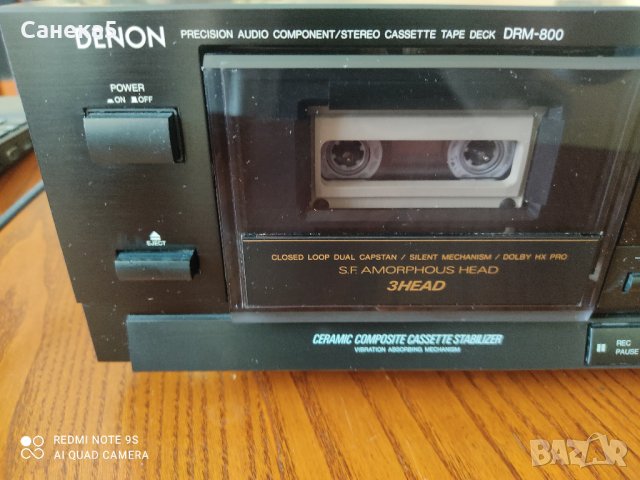 Санека5
DENON PRECISION AUDIO COMPONENT/STEREO CASSETTE TAPE DECK DRM-800
POWER
ON OFF
EJECT
CLOSED LOOP DUAL CAPSTAN / SILENT MECHANISM / DOLBY HX PRO
S.F. AMORPHOUS HEAD
3HEAD
CERAMIC COMPOSITE CASSETTE STABILIZER
VIBRATION ABSORBING MECHANISM
REC
PAUSE
REDMI NOTE 9S
AI QUAD CAMERA
BAZAR